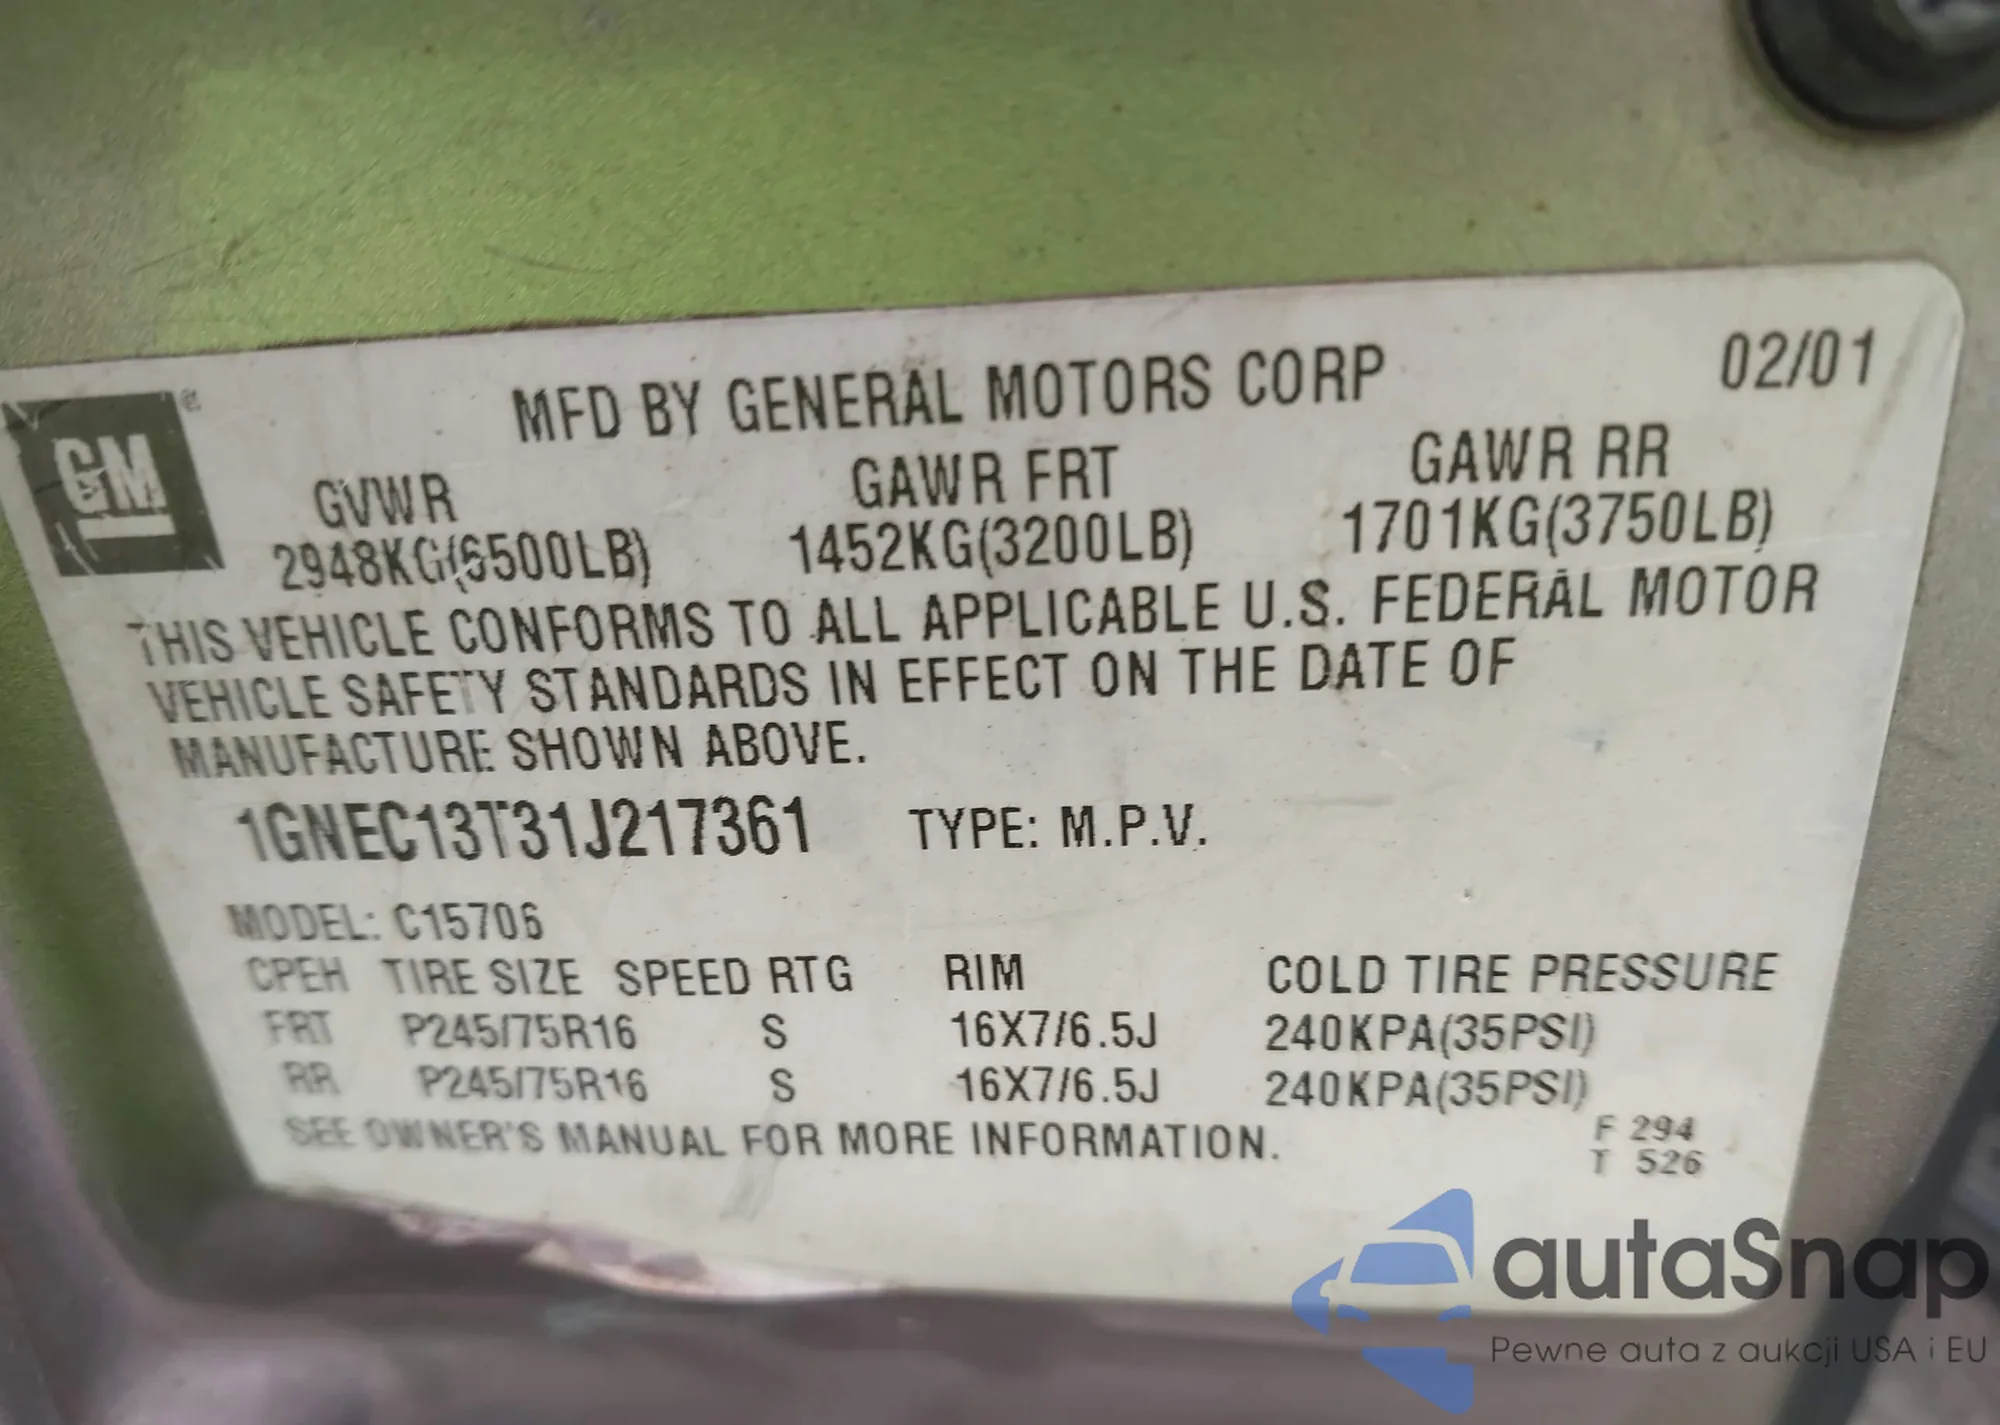 MFD BY GENERAL MOTORS CORP 02/01
GM
GVWR GAWR FRT GAWR RR
2948KG(6500LB) 1452KG(3200LB) 1701KG(3750LB)
THIS VEHICLE CONFORMS TO ALL APPLICABLE U.S. FEDERAL MOTOR
VEHICLE SAFETY STANDARDS IN EFFECT ON THE DATE OF
MANUFACTURE SHOWN ABOVE.
1GNEC13T31J217361 TYPE: M.P.V.
MODEL: C15706
CPEH TIRE SIZE SPEED RTG RIM COLD TIRE PRESSURE
FRT P245/75R16 S 16X7/6.5J 240KPA(35PSI)
RR P245/75R16 S 16X7/6.5J 240KPA(35PSI)
SEE OWNER'S MANUAL FOR MORE INFORMATION.
F 294
T 526
autaSnap
Pewne auta z aukcji USA i EU